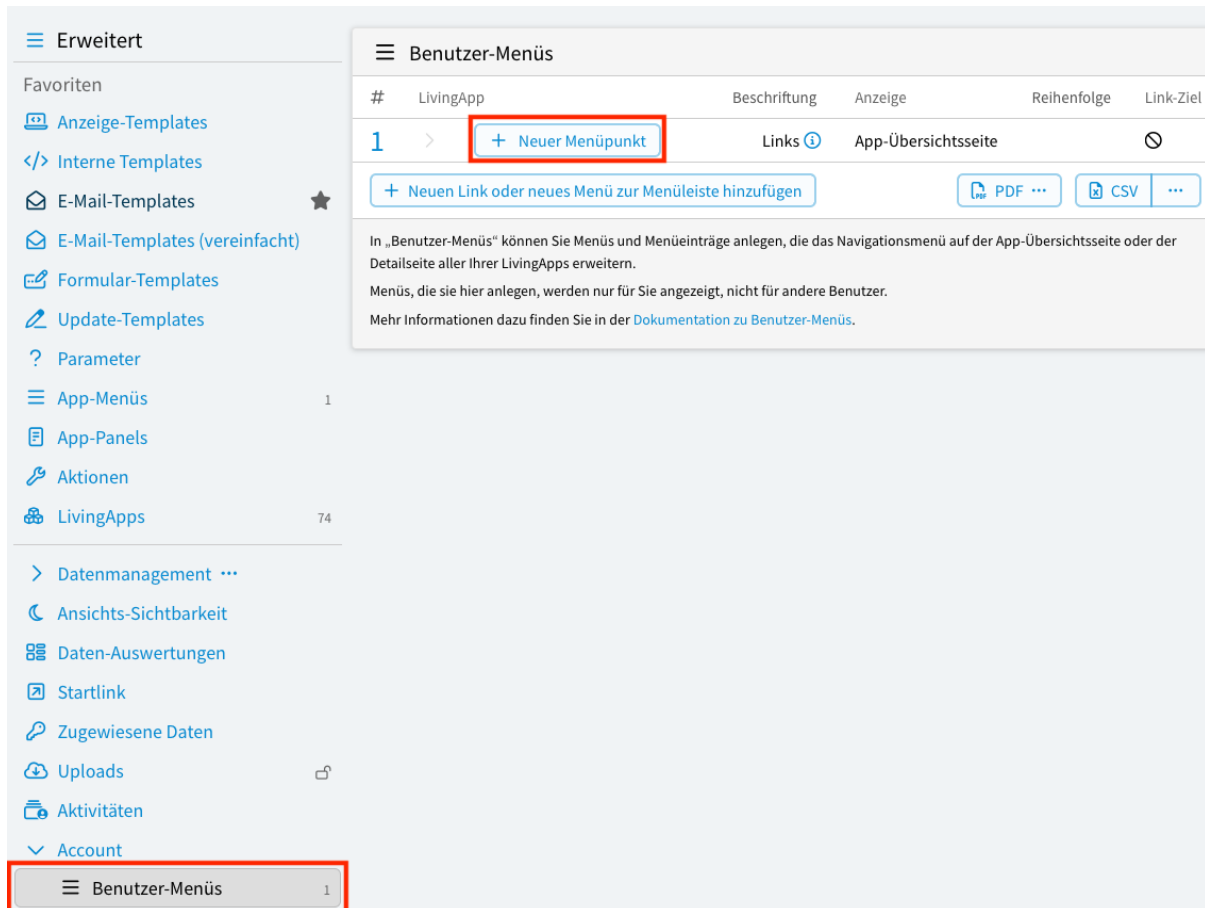 Erweitert
Favoriten
Anzeige-Templates
Interne Templates
E-Mail-Templates
E-Mail-Templates (vereinfacht)
Formular-Templates
Update-Templates
Parameter
App-Menüs 1
App-Panels
Aktionen
LivingApps 74
Datenmanagement ···
Ansichts-Sichtbarkeit
Daten-Auswertungen
Startlink
Zugewiesene Daten
Uploads
Aktivitäten
Account
Benutzer-Menüs 1
Benutzer-Menüs
# LivingApp Beschriftung Anzeige Reihenfolge Link-Ziel
1 + Neuer Menüpunkt Links App-Übersichtsseite
+ Neuen Link oder neues Menü zur Menüleiste hinzufügen PDF ··· CSV ···
In „Benutzer-Menüs“ können Sie Menüs und Menüeinträge anlegen, die das Navigationsmenü auf der App-Übersichtsseite oder der
Detailseite aller Ihrer LivingApps erweitern.
Menüs, die sie hier anlegen, werden nur für Sie angezeigt, nicht für andere Benutzer.
Mehr Informationen dazu finden Sie in der Dokumentation zu Benutzer-Menüs.